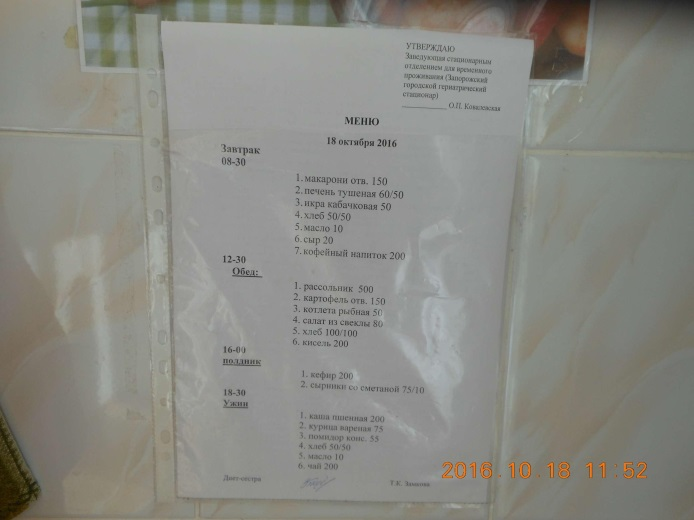 УТВЕРЖДАЮ
Заведующая стационарным
отделением для временного
проживания (Запорожский
городской гериатрический
стационар)
О.П. Коваловская
МЕНЮ
18 октября 2016
Завтрак
08-30
1. макарони отв. 150
2. печень тушеная 60/50
3. икра кабачковая 50
4. хлеб 50/50
5. масло 10
6. сыр 20
7. кофейный напиток 200
12-30
Обед:
1. рассольник 500
2. картофель отв. 150
3. котлета рыбная 50
4. салат из свеклы 80
5. хлеб 100/100
6. кисель 200
16-00
полдник
1. кефир 200
2. сырники со сметаной 75/10
18-30
Ужин
1. каша пшенная 200
2. курица вареная 75
3. помидор конс. 55
4. хлеб 50/50
5. масло 10
6. чай 200
Диет-сестра Т.К.
2016.10.18 11:52